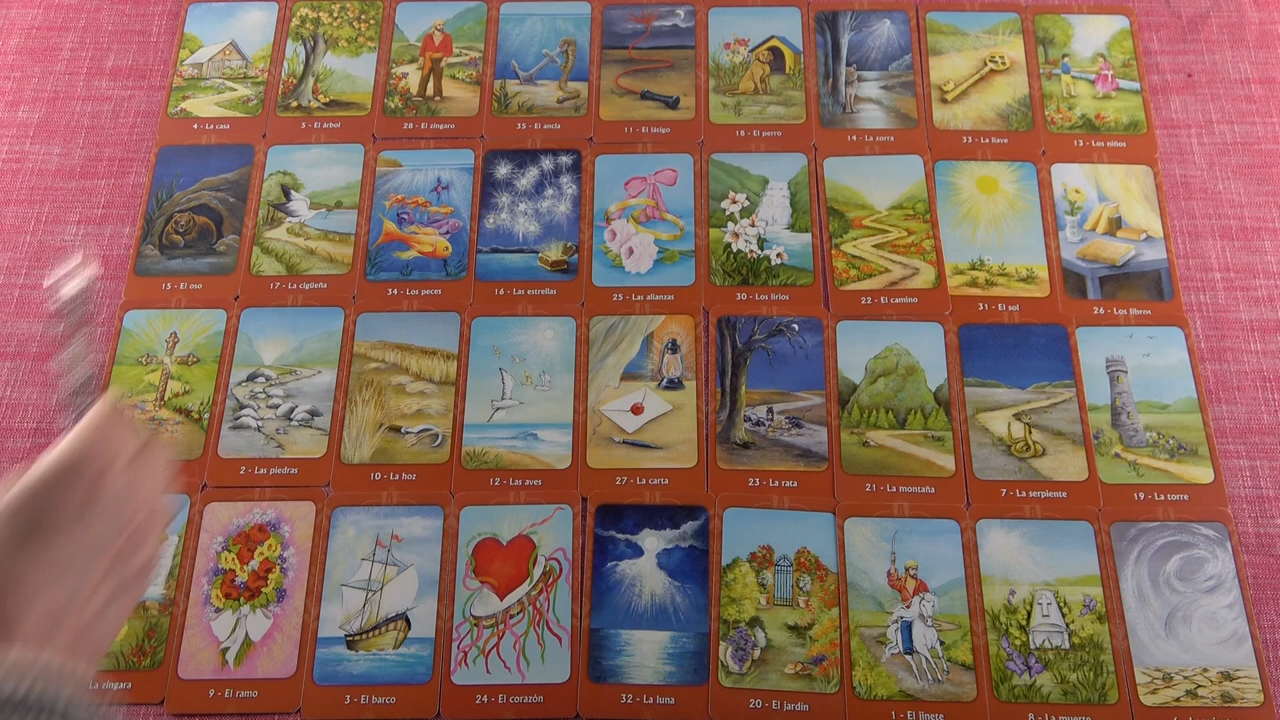 4 - La casa
5 - El árbol
28 - El zíngaro
35 - El ancla
11 - El lásigo
18 - El perro
14 - La zorra
33 - La llave
13 - Los niños
15 - El oso
17 - La cigüeña
34 - Los peces
16 - Las estrellas
25 - Las alianzas
30 - Los lirios
22 - El camino
31 - El sol
26 - Los libros
2 - Las piedras
10 - La hoz
12 - Las aves
27 - La carta
23 - La rata
21 - La montaña
7 - La serpiente
19 - La torre
La zíngara
9 - El ramo
3 - El barco
24 - El corazón
32 - La luna
20 - El jardín
1 - El jinete
8 - La muerte